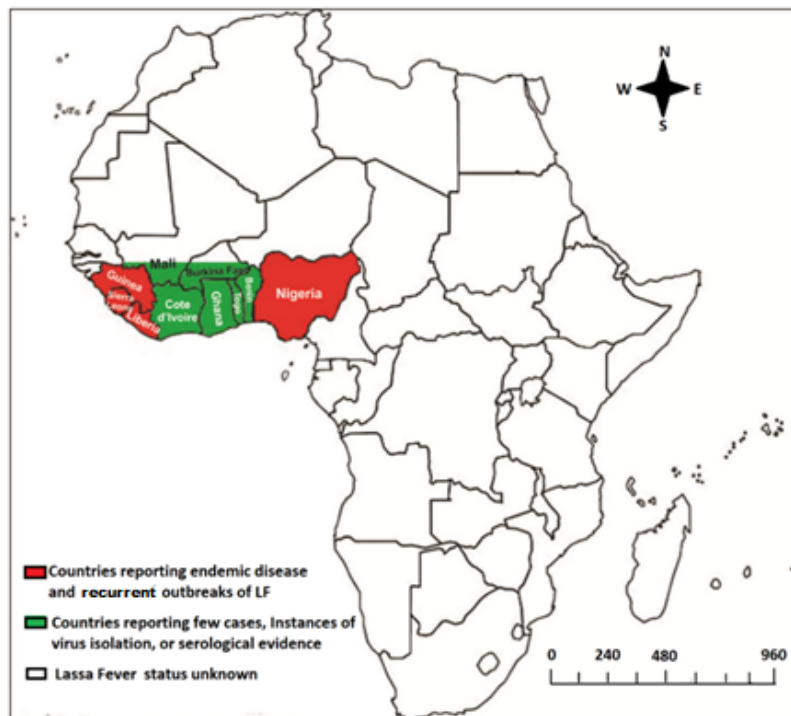 N
W E
S
Mali
Burkina Faso
Guinea
Sierra
Leone
Liberia
Cote
d'Ivoire
Ghana
Togo
Benin
Nigeria
Countries reporting endemic disease
and recurrent outbreaks of LF
Countries reporting few cases, Instances of
virus isolation, or serological evidence
Lassa Fever status unknown
0 240 480 960